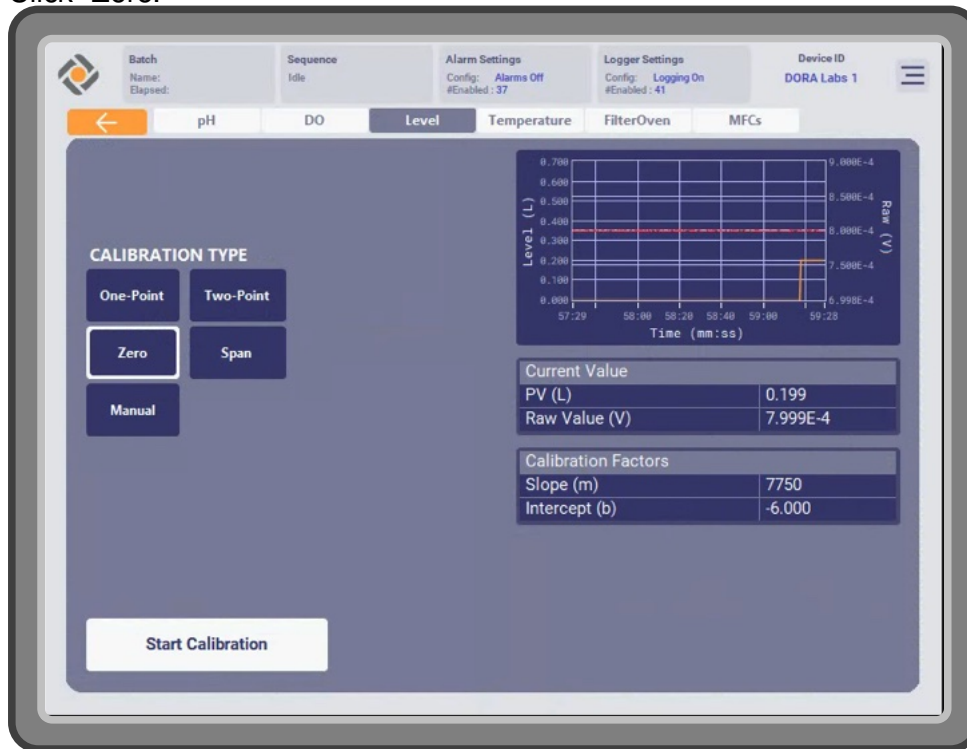 Click "Zero."
Batch
Name:
Elapsed:
Sequence
Idle
Alarm Settings
Config: Alarms Off
#Enabled : 37
Logger Settings
Config: Logging On
#Enabled : 41
Device ID
DORA Labs 1
pH DO Level Temperature FilterOven MFCs
CALIBRATION TYPE
One-Point Two-Point
Zero Span
Manual
Start Calibration
Level (L)
0.700
0.600
0.500
0.400
0.300
0.200
0.100
0.000
9.000E-4
8.500E-4
8.000E-4
7.500E-4
6.998E-4
Raw (V)
57:29 58:00 58:20 58:40 59:00 59:28
Time (mm:ss)
Current Value
PV (L) 0.199
Raw Value (V) 7.999E-4
Calibration Factors
Slope (m) 7750
Intercept (b) -6.000